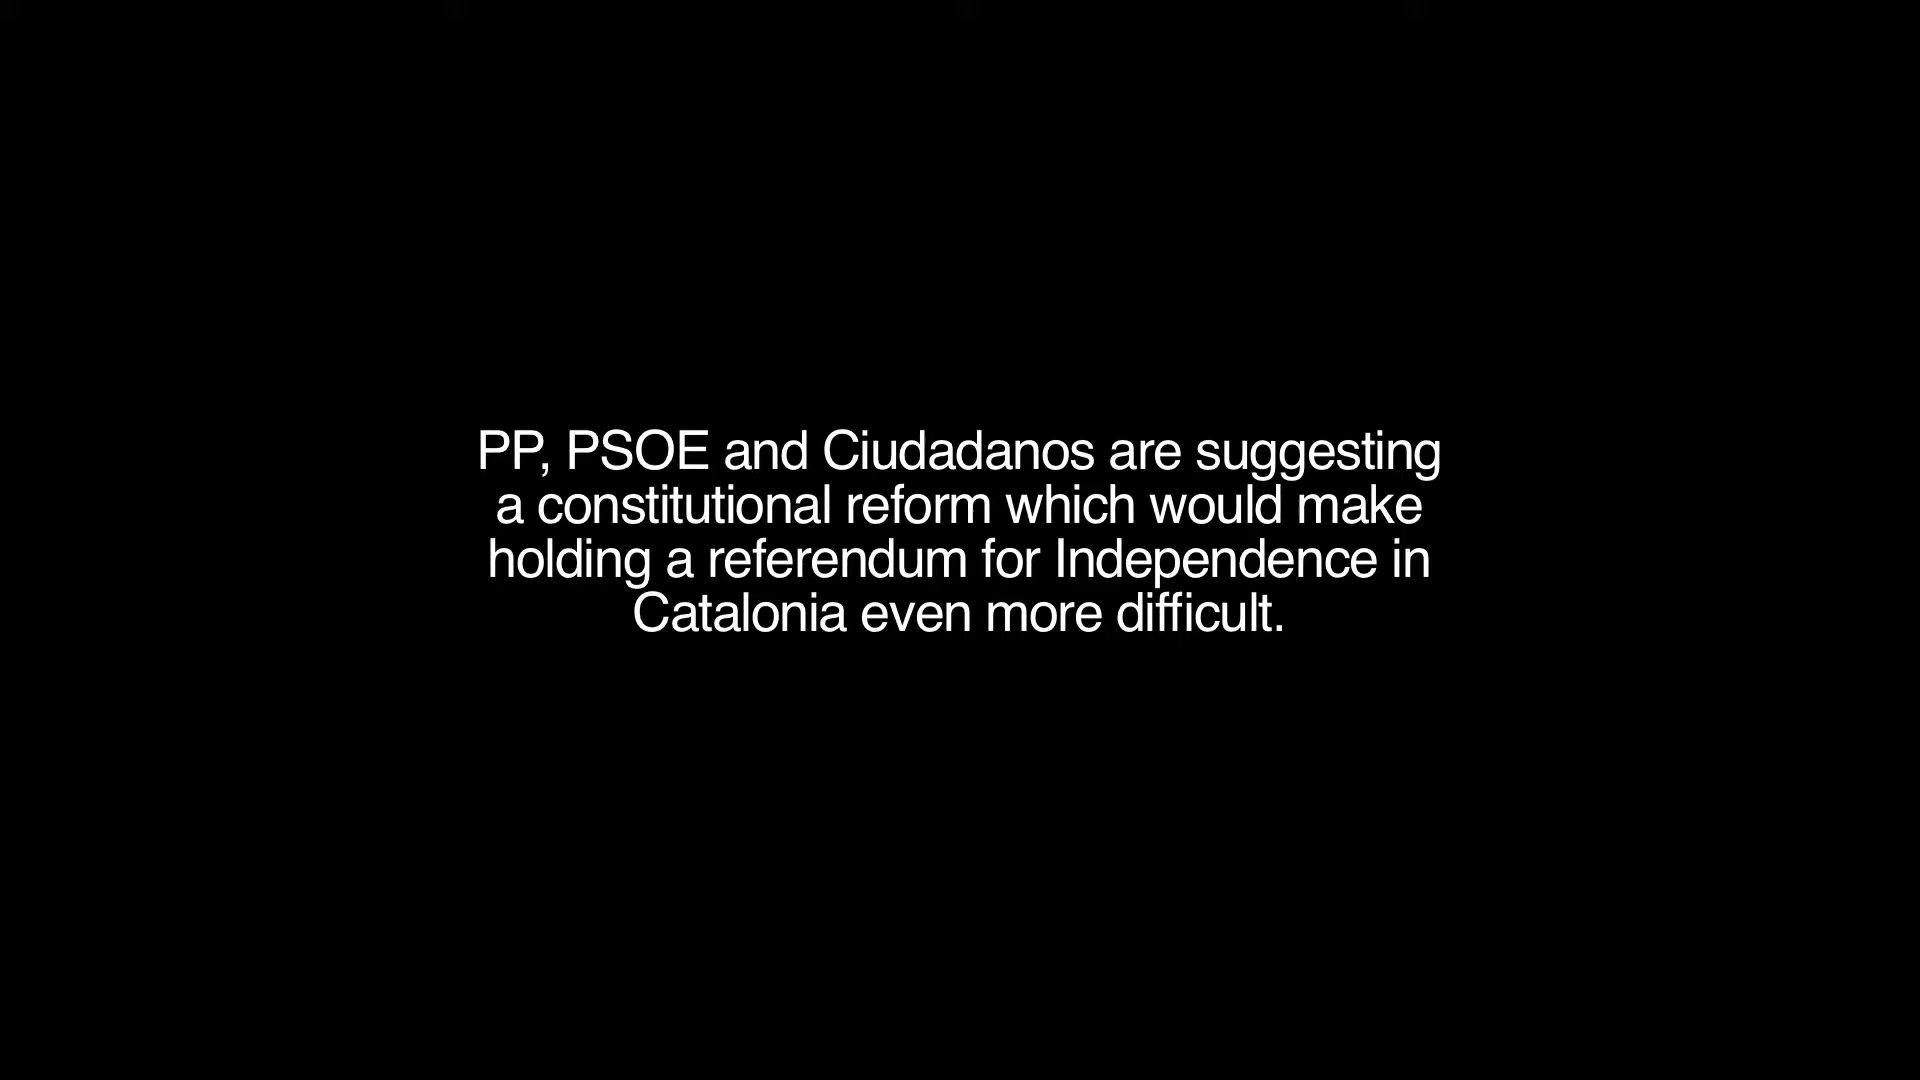 PP, PSOE and Ciudadanos are suggesting
a constitutional reform which would make
holding a referendum for Independence in
Catalonia even more difficult.